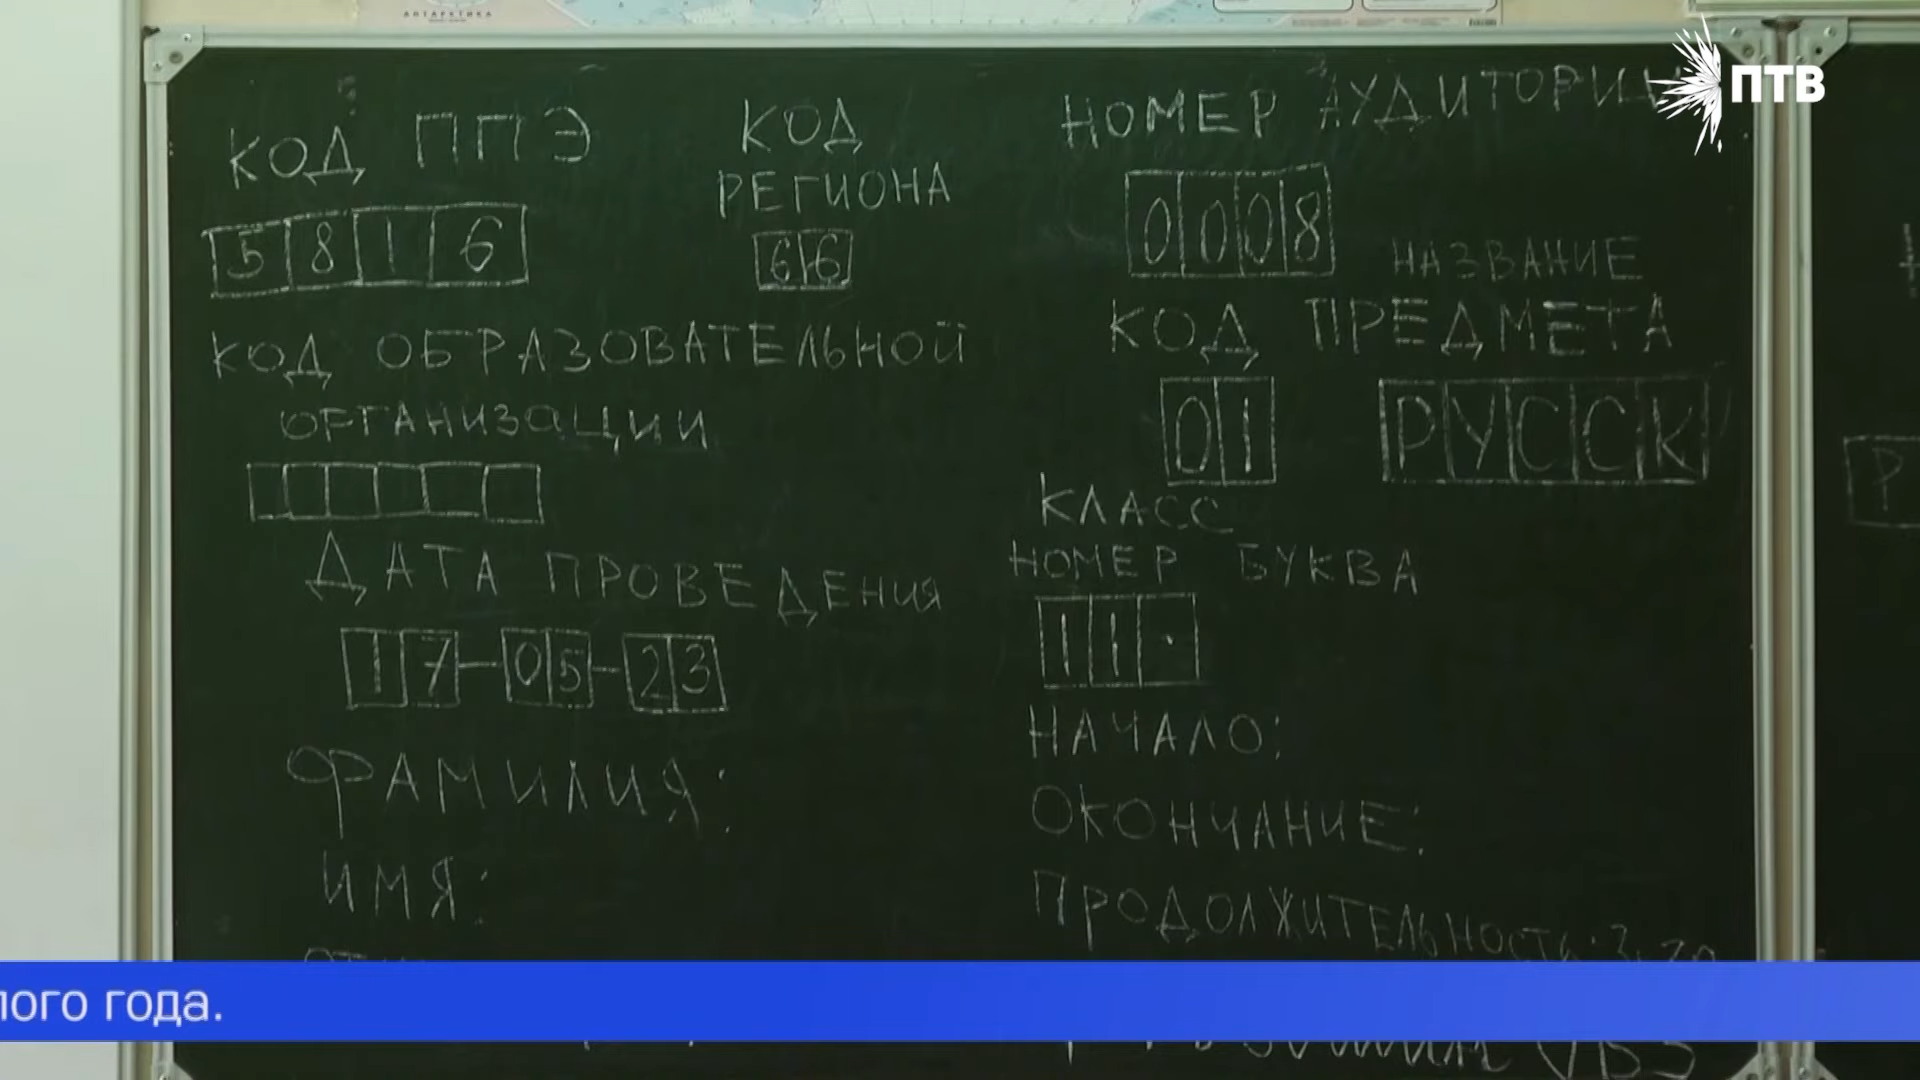 АНТАРКТИКА
ПТВ
КОД ППЭ
5816
КОД
РЕГИОНА
66
КОД ОБРАЗОВАТЕЛЬНОЙ
ОРГАНИЗАЦИИ
ДАТА ПРОВЕДЕНИЯ
17-05-23
ФАМИЛИЯ:
ИМЯ:
НОМЕР АУДИТОРИИ
0008
НАЗВАНИЕ
КОД ПРЕДМЕТА
01 РУССК
КЛАСС
НОМЕР БУКВА
11
НАЧАЛО:
ОКОНЧАНИЕ:
ПРОДОЛЖИТЕЛЬНОСТЬ:
Р
года.